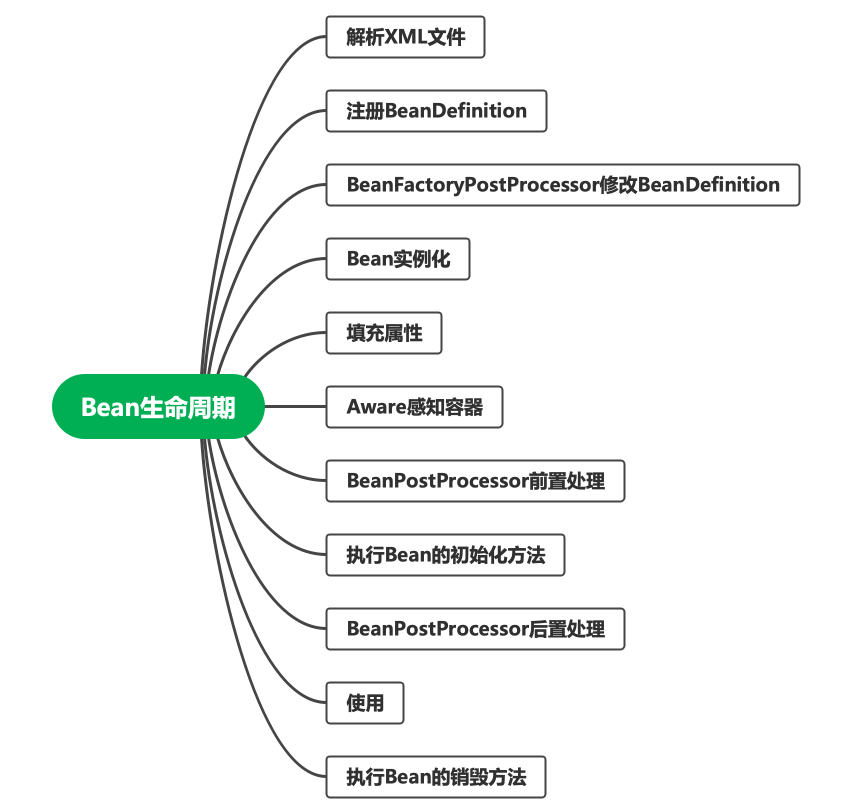 解析XML文件
注册BeanDefinition
BeanFactoryPostProcessor修改BeanDefinition
Bean实例化
填充属性
Bean生命周期
Aware感知容器
BeanPostProcessor前置处理
执行Bean的初始化方法
BeanPostProcessor后置处理
使用
执行Bean的销毁方法